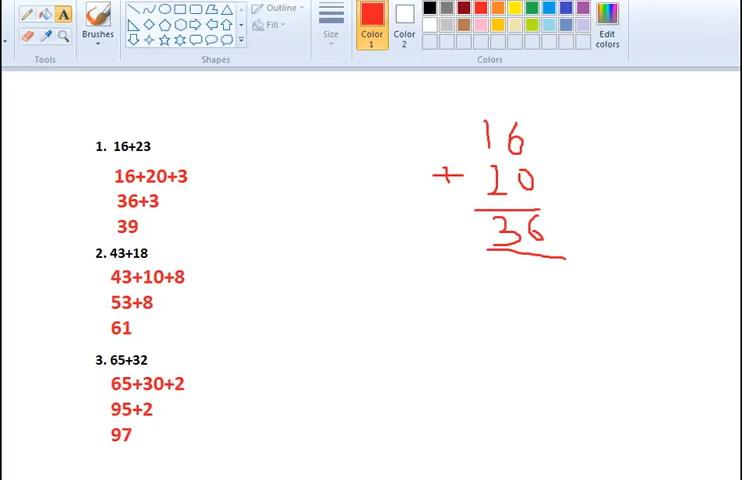 Tools
Brushes
Shapes
Outline
Fill
Size
Color
1
Color
2
Colors
Edit
colors
1. 16+23
16+20+3
36+3
39
2. 43+18
43+10+8
53+8
61
3. 65+32
65+30+2
95+2
97
16
+ 20
36